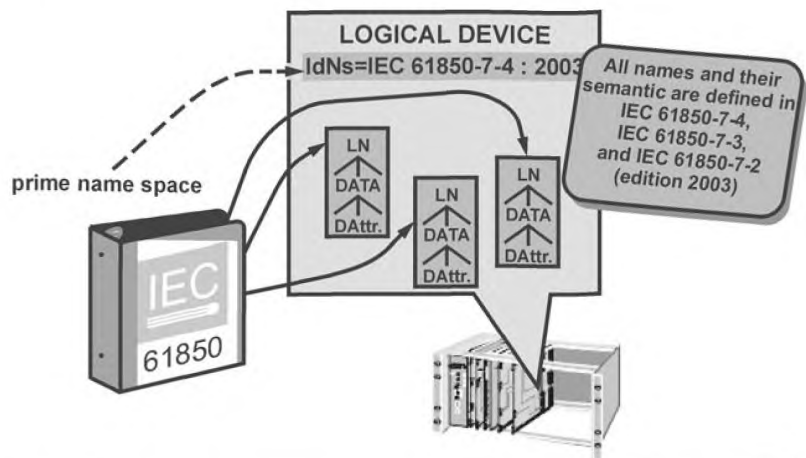 LOGICAL DEVICE
IdNs=IEC 61850-7-4 : 2003
All names and their
semantic are defined in
IEC 61850-7-4,
IEC 61850-7-3,
and IEC 61850-7-2
(edition 2003)
prime name space
LN
DATA
DAttr.
LN
DATA
DAttr.
LN
DATA
DAttr.
IEC
61850